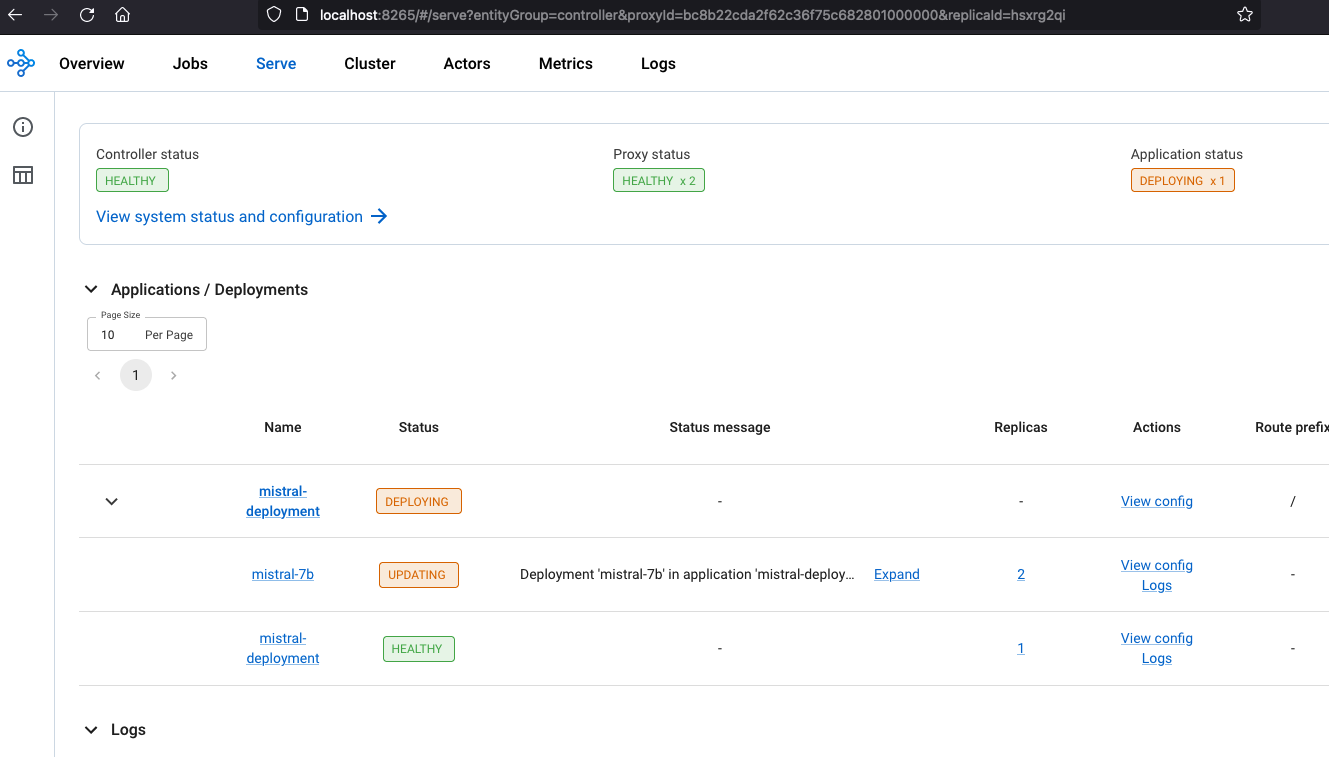 localhost:8265/#/serve?entityGroup=controller&proxyId=bc8b22cda2f62c36f75c682801000000&replicaId=hsxrg2qi
Overview Jobs Serve Cluster Actors Metrics Logs
Controller status Proxy status Application status
HEALTHY HEALTHY x 2 DEPLOYING x 1
View system status and configuration
Applications / Deployments
Page Size
10 Per Page
1
Name Status Status message Replicas Actions Route prefix
mistral-
deployment DEPLOYING - - View config /
mistral-7b UPDATING Deployment 'mistral-7b' in application 'mistral-deploy... Expand 2 View config
Logs -
mistral-
deployment HEALTHY - 1 View config
Logs -
Logs